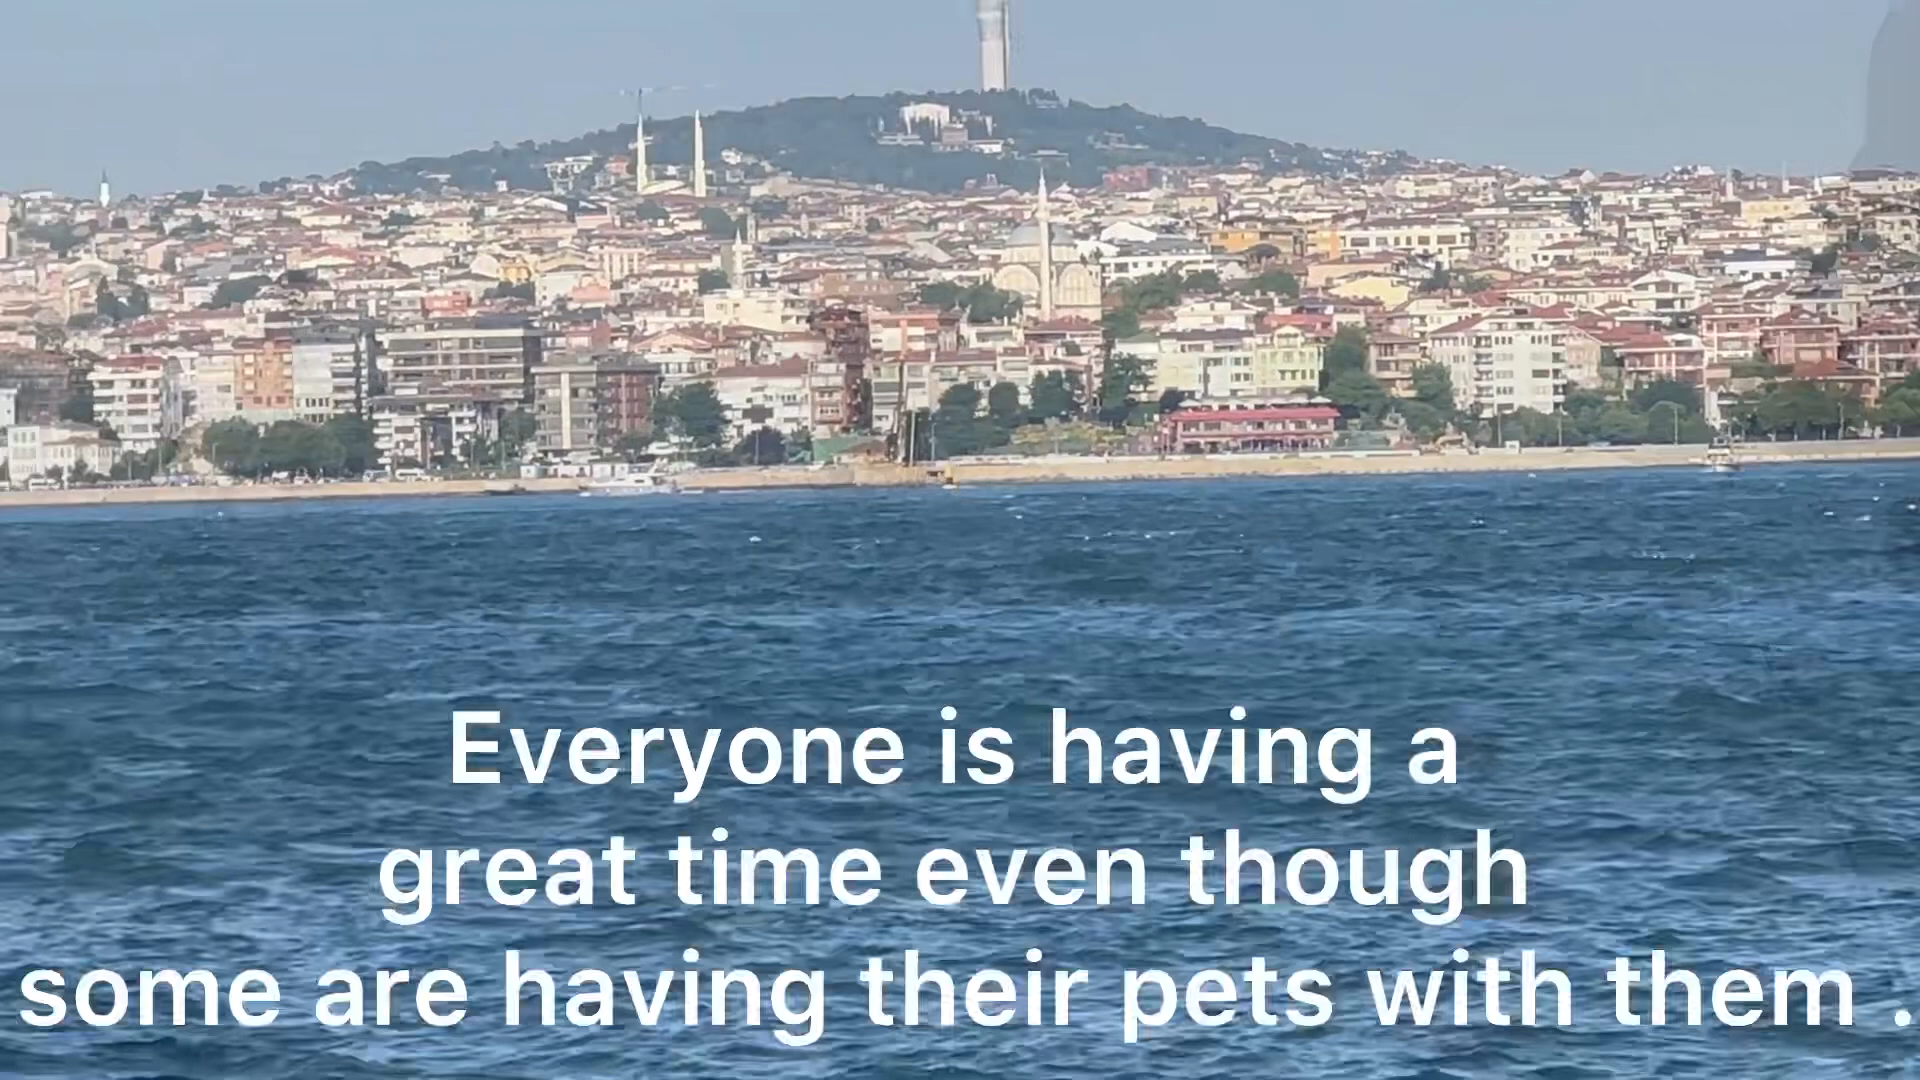 Everyone is having a
great time even though
some are having their pets with them .